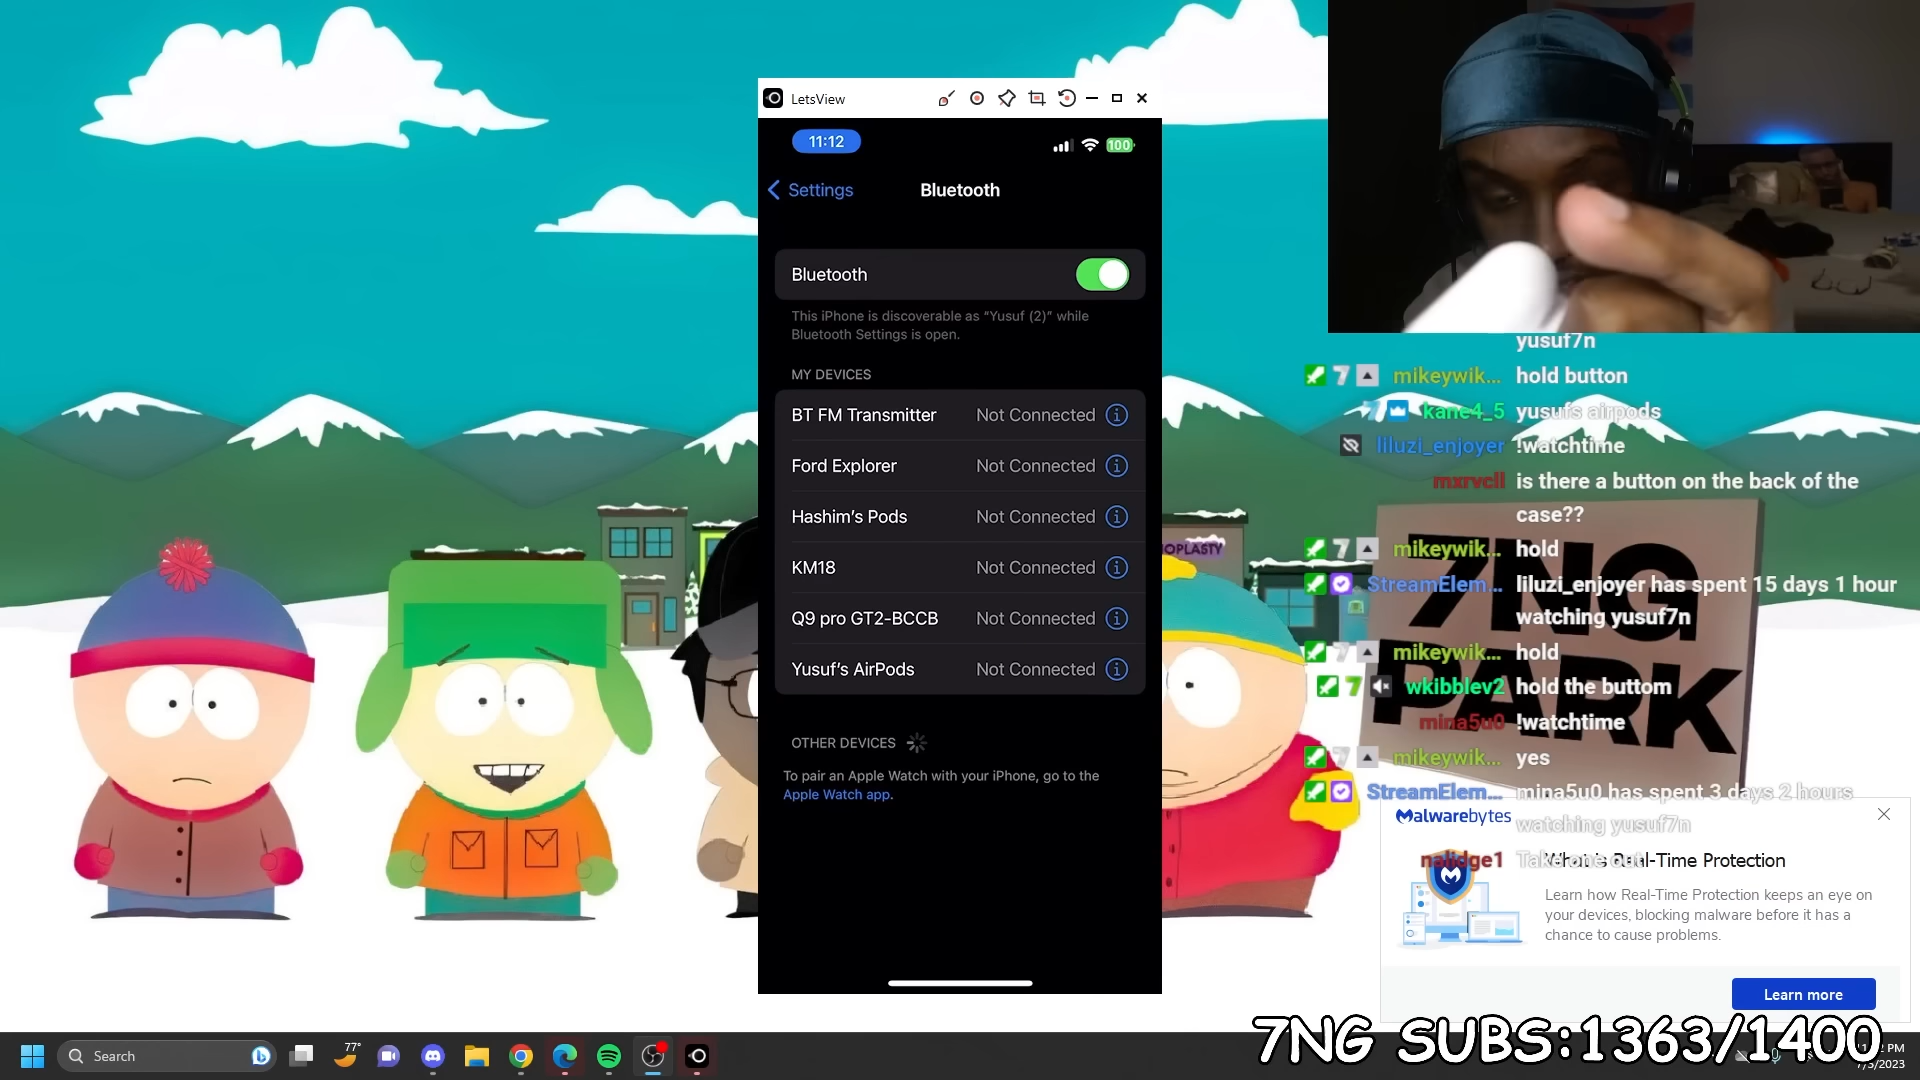 LetsView
11:12
100
Settings
Bluetooth
Bluetooth
This iPhone is discoverable as “Yusuf (2)” while
Bluetooth Settings is open.
MY DEVICES
BT FM Transmitter Not Connected
Ford Explorer Not Connected
Hashim’s Pods Not Connected
KM18 Not Connected
Q9 pro GT2-BCCB Not Connected
Yusuf’s AirPods Not Connected
OTHER DEVICES
To pair an Apple Watch with your iPhone, go to the
Apple Watch app.
yusuf7n
mikeywik... hold button
kane4_5 yusufs airpods
liluzi_enjoyer !watchtime
mxrvcll is there a button on the back of the
case??
mikeywik... hold
StreamElem... liluzi_enjoyer has spent 15 days 1 hour
watching yusuf7n
mikeywik... hold
wkibblev2 hold the buttom
mina5u0 !watchtime
mikeywik... yes
StreamElem... mina5u0 has spent 3 days 2 hours
watching yusuf7n
7NG
PARK
Malwarebytes
Real-Time Protection
Learn how Real-Time Protection keeps an eye on
your devices, blocking malware before it has a
chance to cause problems.
Learn more
7NG SUBS:1363/1400
Search
77°
PM